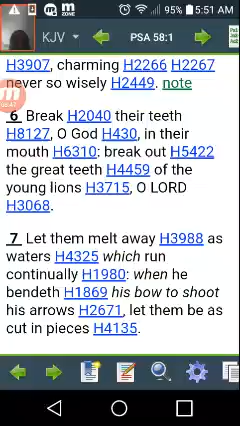 95% 5:51 AM
KJV PSA 58:1
H3907, charming H2266 H2267
never so wisely H2449. note
6 Break H2040 their teeth
H8127, O God H430, in their
mouth H6310: break out H5422
the great teeth H4459 of
the young lions H3715, O LORD
H3068.
7 Let them melt away H3988 as
waters H4325 which run
continually H1980: when he
bendeth H1869 his bow to shoot
his arrows H2671, let them be as
cut in pieces H4135.